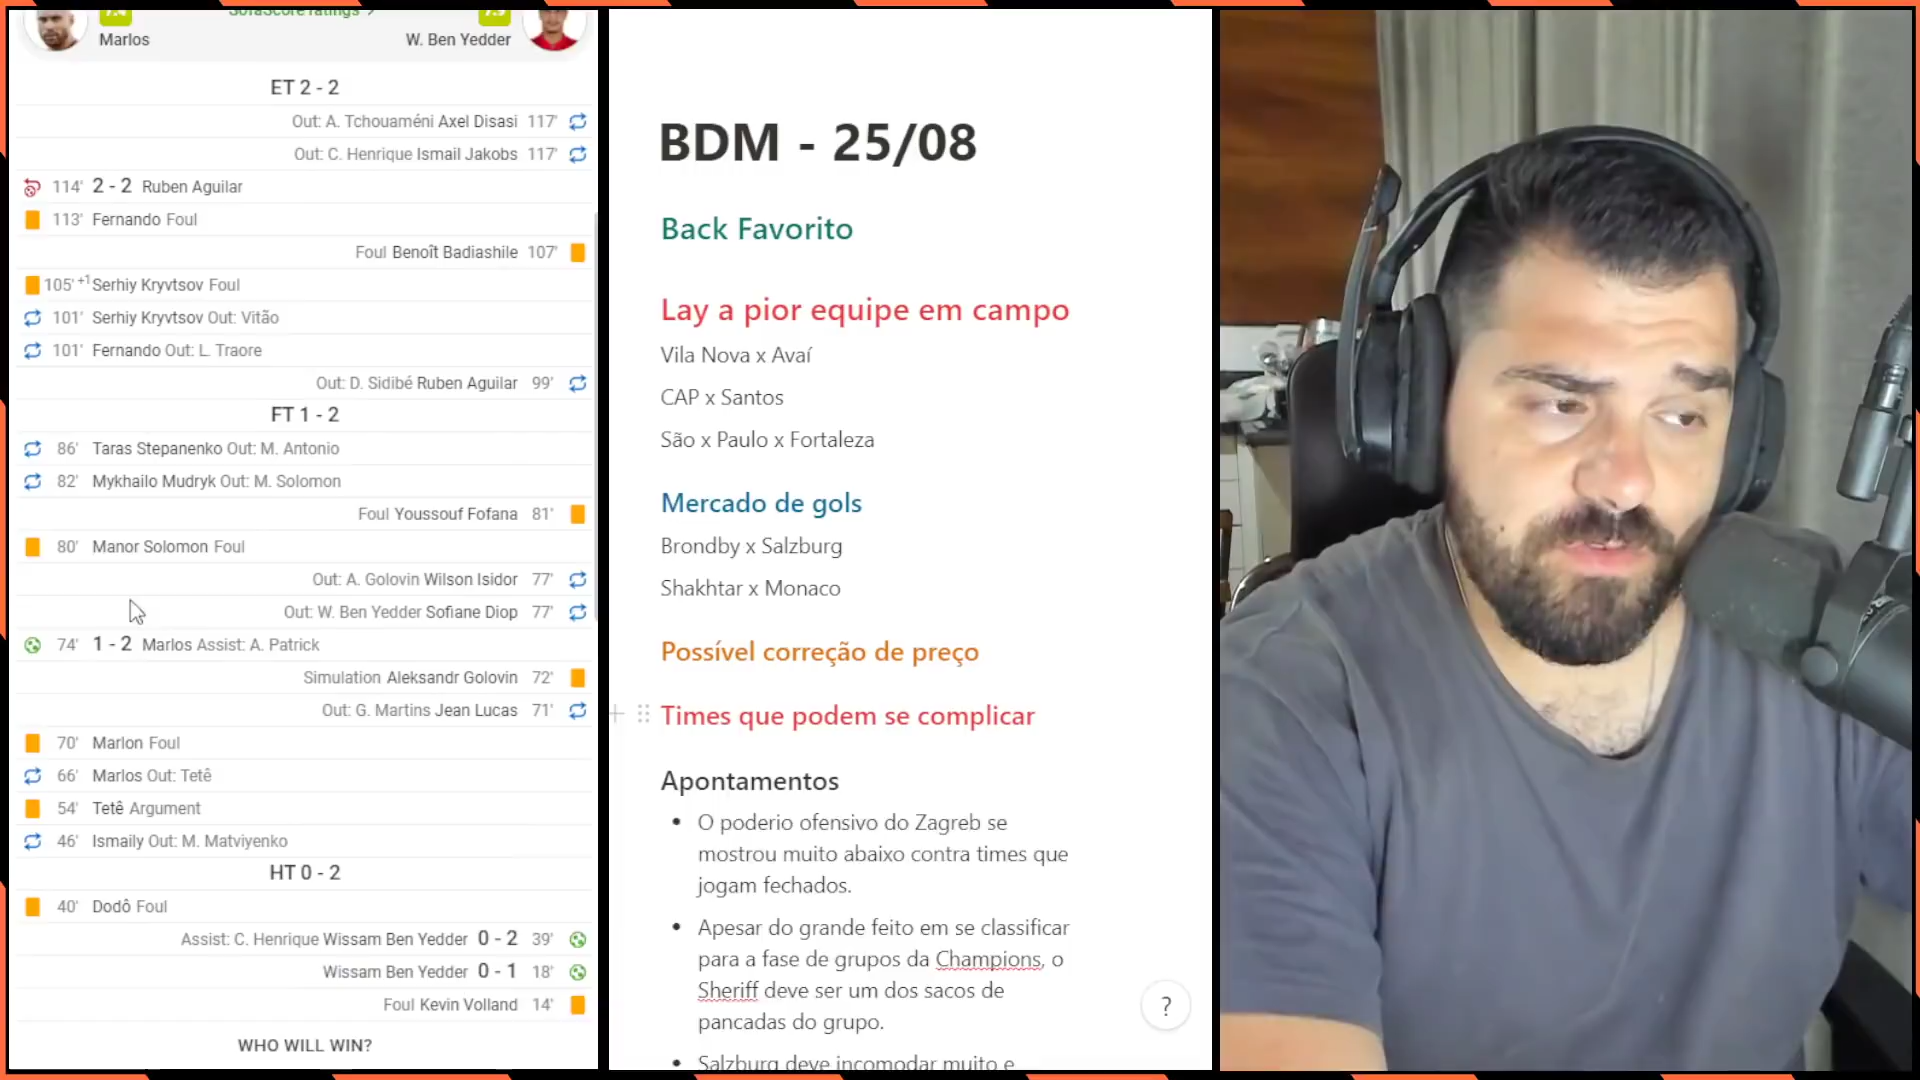 7.4
SofaScore ratings
7.9
Marlos
W. Ben Yedder
ET 2 - 2
Out: A. Tchouaméni Axel Disasi 117'
Out: C. Henrique Ismail Jakobs 117'
114' 2 - 2 Ruben Aguilar
113' Fernando Foul
Foul Benoît Badiashile 107'
105' +1 Serhiy Kryvtsov Foul
101' Serhiy Kryvtsov Out: Vitão
101' Fernando Out: L. Traore
Out: D. Sidibé Ruben Aguilar 99'
FT 1 - 2
86' Taras Stepanenko Out: M. Antonio
82' Mykhailo Mudryk Out: M. Solomon
Foul Youssouf Fofana 81'
80' Manor Solomon Foul
Out: A. Golovin Wilson Isidor 77'
Out: W. Ben Yedder Sofiane Diop 77'
74' 1 - 2 Marlos Assist: A. Patrick
Simulation Aleksandr Golovin 72'
Out: G. Martins Jean Lucas 71'
70' Marlon Foul
66' Marlos Out: Tetê
54' Tetê Argument
46' Ismaily Out: M. Matviyenko
HT 0 - 2
40' Dodô Foul
Assist: C. Henrique Wissam Ben Yedder 0 - 2 39'
Wissam Ben Yedder 0 - 1 18'
Foul Kevin Volland 14'
WHO WILL WIN?
BDM - 25/08
Back Favorito
Lay a pior equipe em campo
Vila Nova x Avaí
CAP x Santos
São x Paulo x Fortaleza
Mercado de gols
Brondby x Salzburg
Shakhtar x Monaco
Possível correção de preço
Times que podem se complicar
Apontamentos
• O poderio ofensivo do Zagreb se
mostrou muito abaixo contra times que
jogam fechados.
• Apesar do grande feito em se classificar
para a fase de grupos da Champions, o
Sheriff deve ser um dos sacos de
pancadas do grupo.
• Salzburg deve incomodar muito e
?